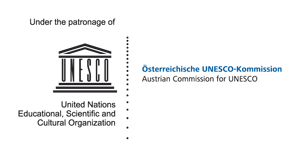 Under the patronage of
UNESCO
United Nations
Educational, Scientific and
Cultural Organization
Österreichische UNESCO-Kommission
Austrian Commission for UNESCO